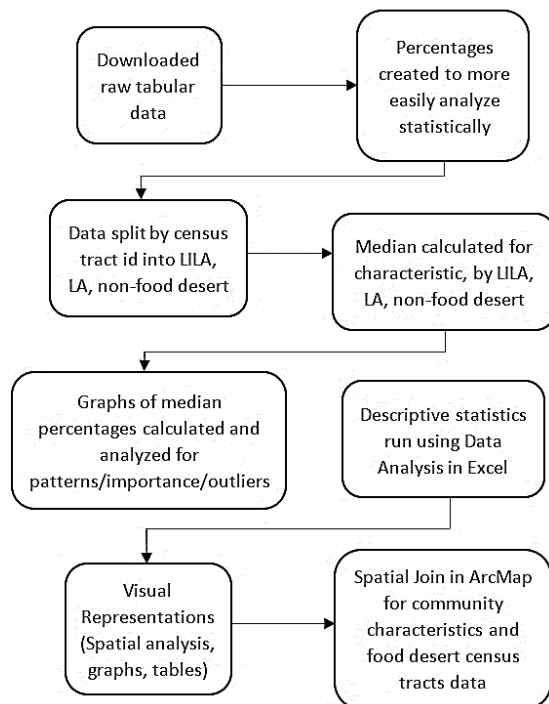 Downloaded
raw tabular
data
Percentages
created to more
easily analyze
statistically
Data split by census
tract id into LILA,
LA, non-food desert
Median calculated for
characteristic, by LILA,
LA, non-food desert
Graphs of median
percentages calculated and
analyzed for
patterns/importance/outliers
Descriptive statistics
run using Data
Analysis in Excel
Visual
Representations
(Spatial analysis,
graphs, tables)
Spatial Join in ArcMap
for community
characteristics and
food desert census
tracts data